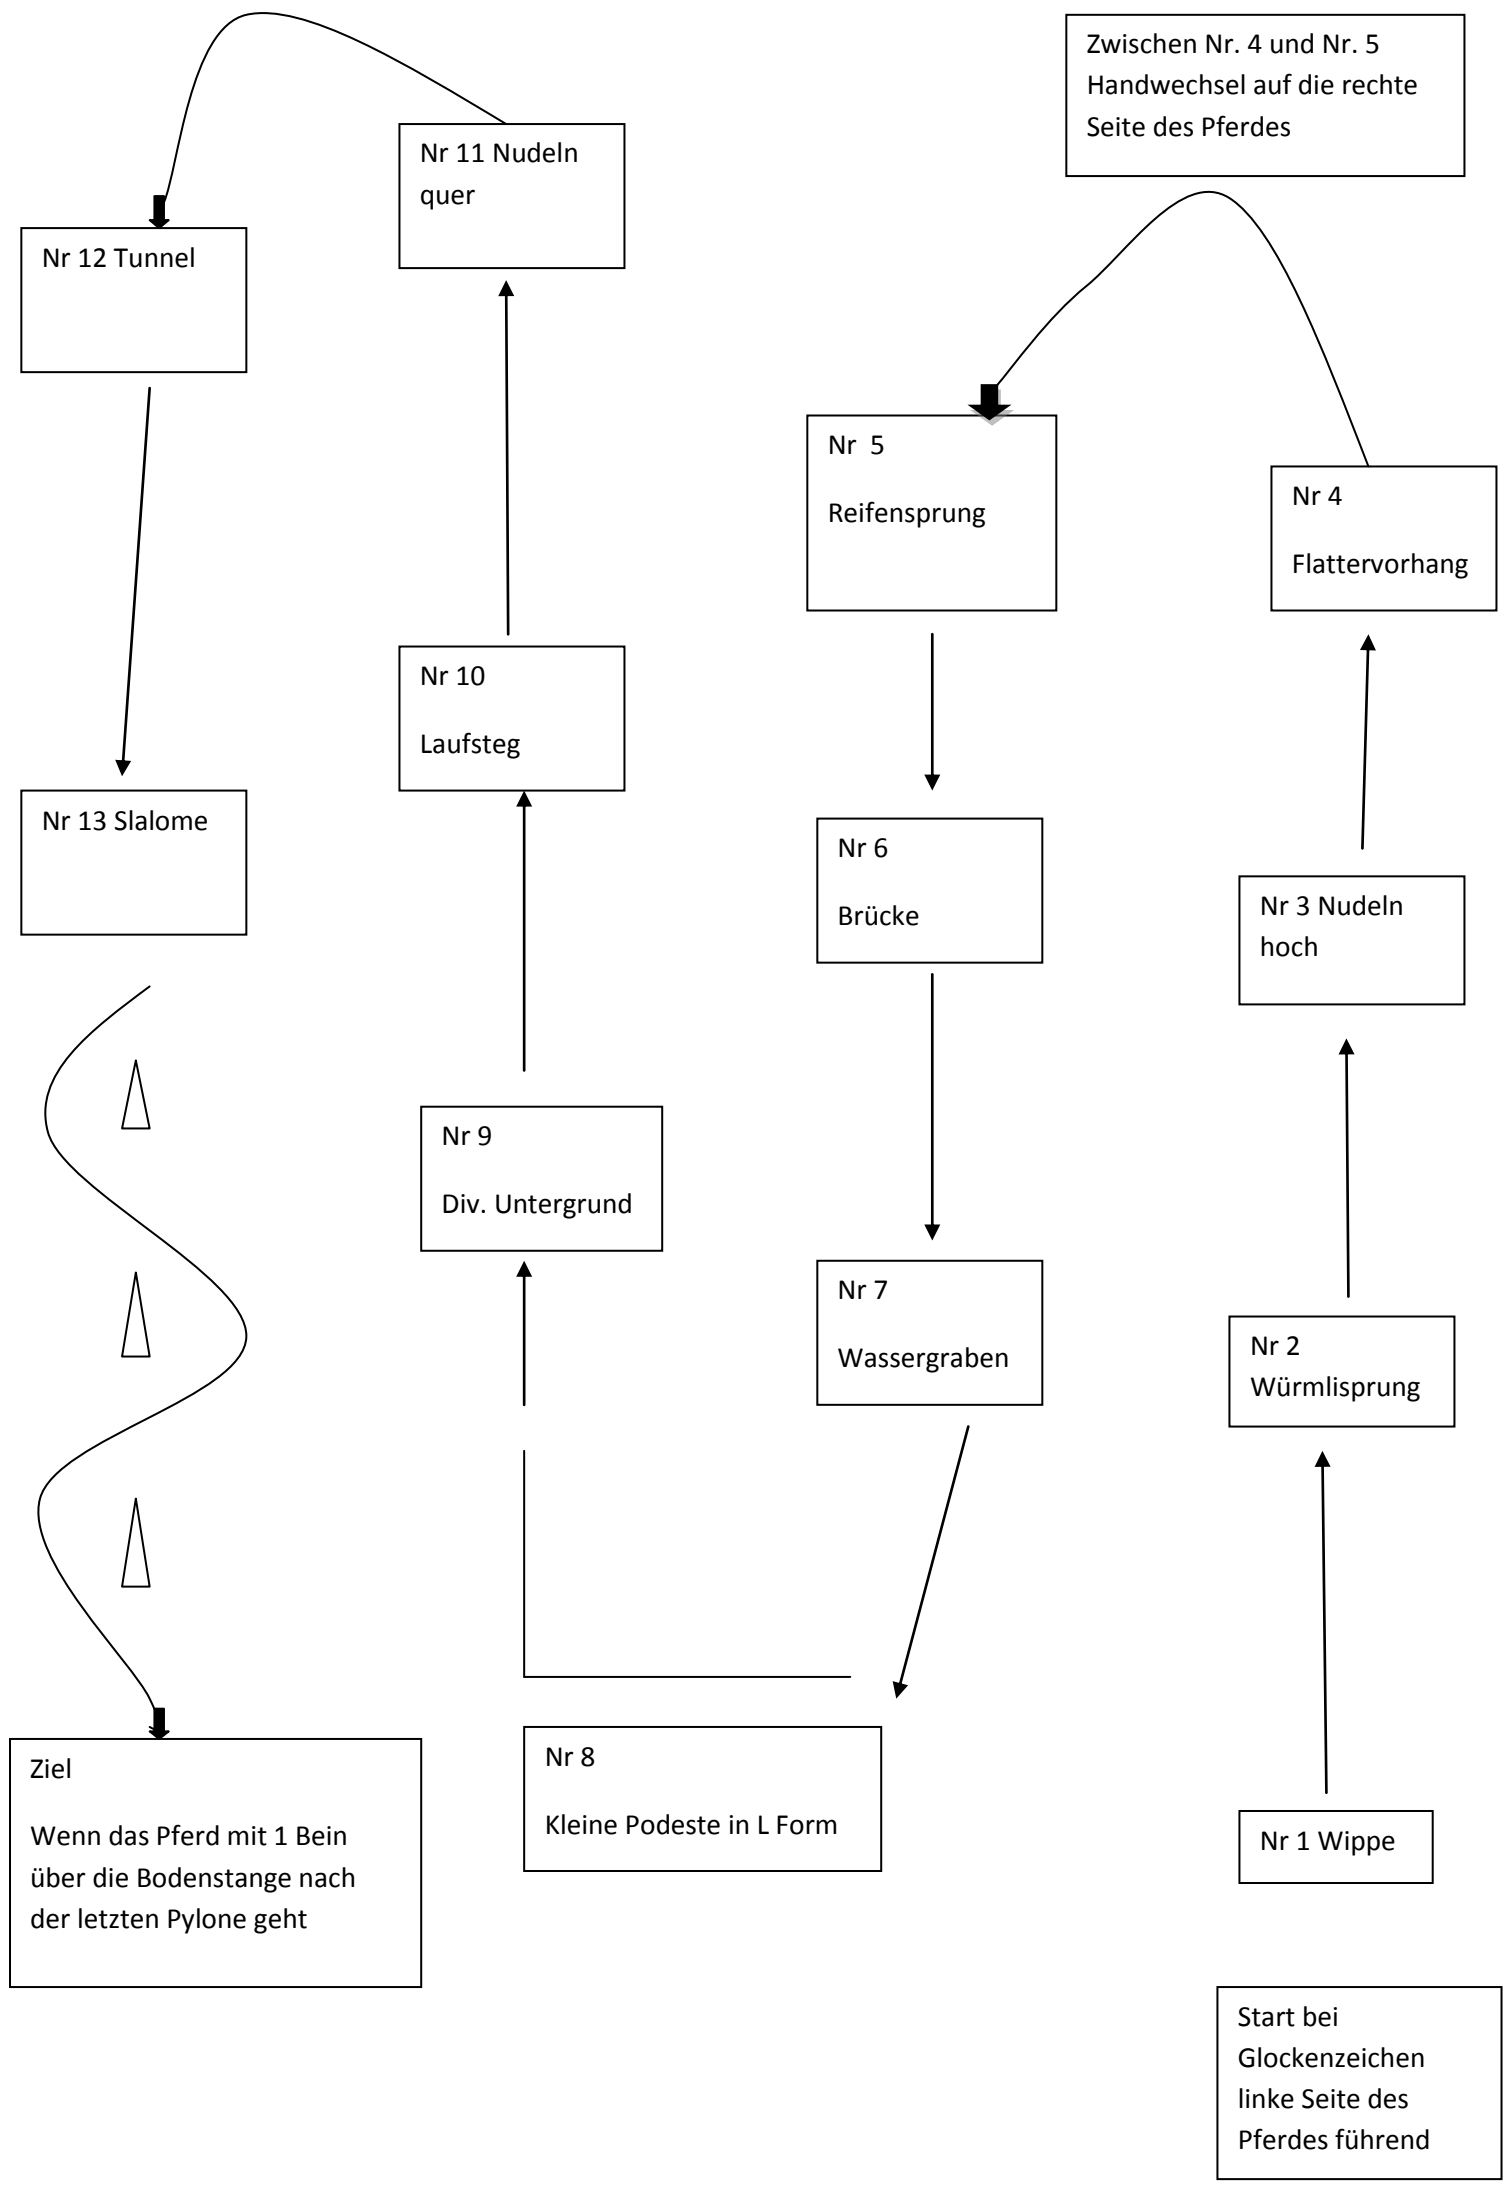 Zwischen Nr. 4 und Nr. 5
Handwechsel auf die rechte
Seite des Pferdes
Nr 11 Nudeln
quer
Nr 12 Tunnel
Nr  5
Reifensprung
Nr 4
Flattervorhang
Nr 10
Laufsteg
Nr 13 Slalome
Nr 6
Brücke
Nr 3 Nudeln
hoch
Nr 9
Div. Untergrund
Nr 7
Wassergraben
Nr 2
Würmlisprung
Nr 8
Kleine Podeste in L Form
Ziel
Wenn das Pferd mit 1 Bein
über die Bodenstange nach
der letzten Pylone geht
Nr 1 Wippe
Start bei
Glockenzeichen
linke Seite des
Pferdes führend